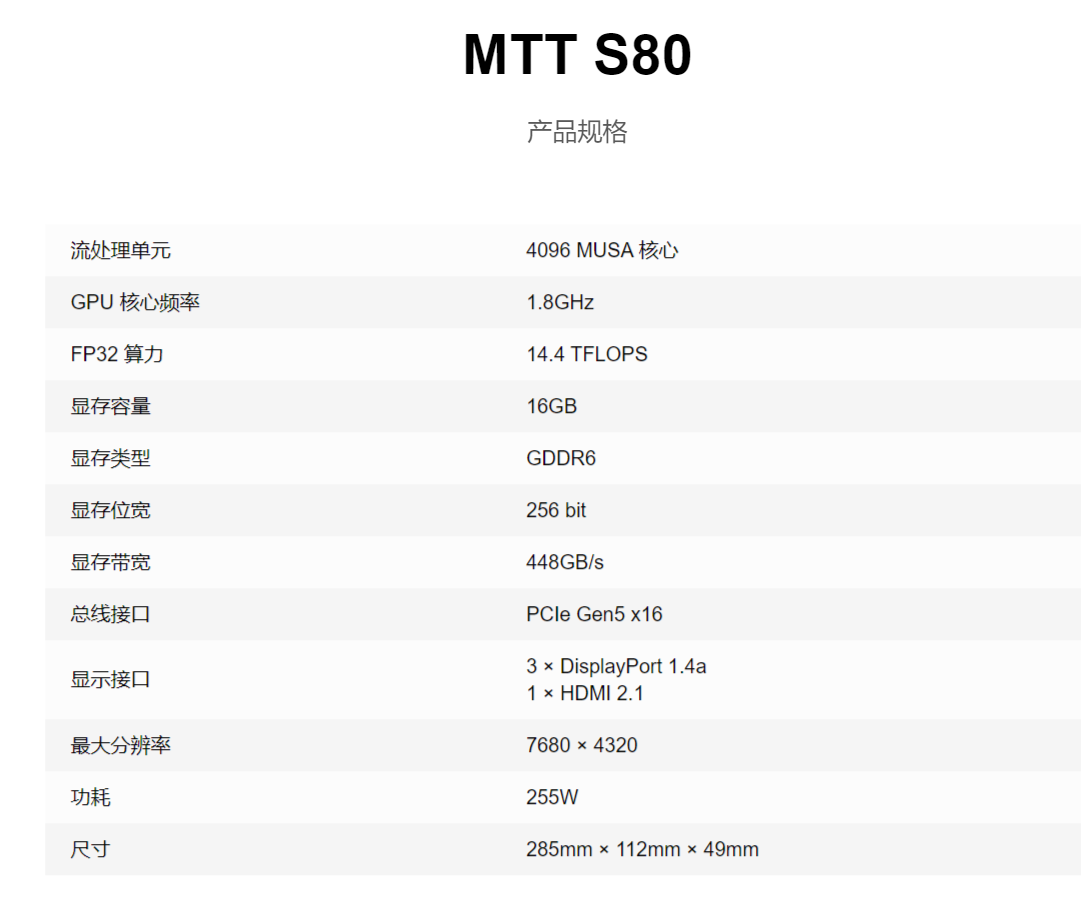 MTT S80
产品规格
流处理单元 4096 MUSA 核心
GPU 核心频率 1.8GHz
FP32 算力 14.4 TFLOPS
显存容量 16GB
显存类型 GDDR6
显存位宽 256 bit
显存带宽 448GB/s
总线接口 PCIe Gen5 x16
显示接口 3 × DisplayPort 1.4a
1 × HDMI 2.1
最大分辨率 7680 × 4320
功耗 255W
尺寸 285mm × 112mm × 49mm